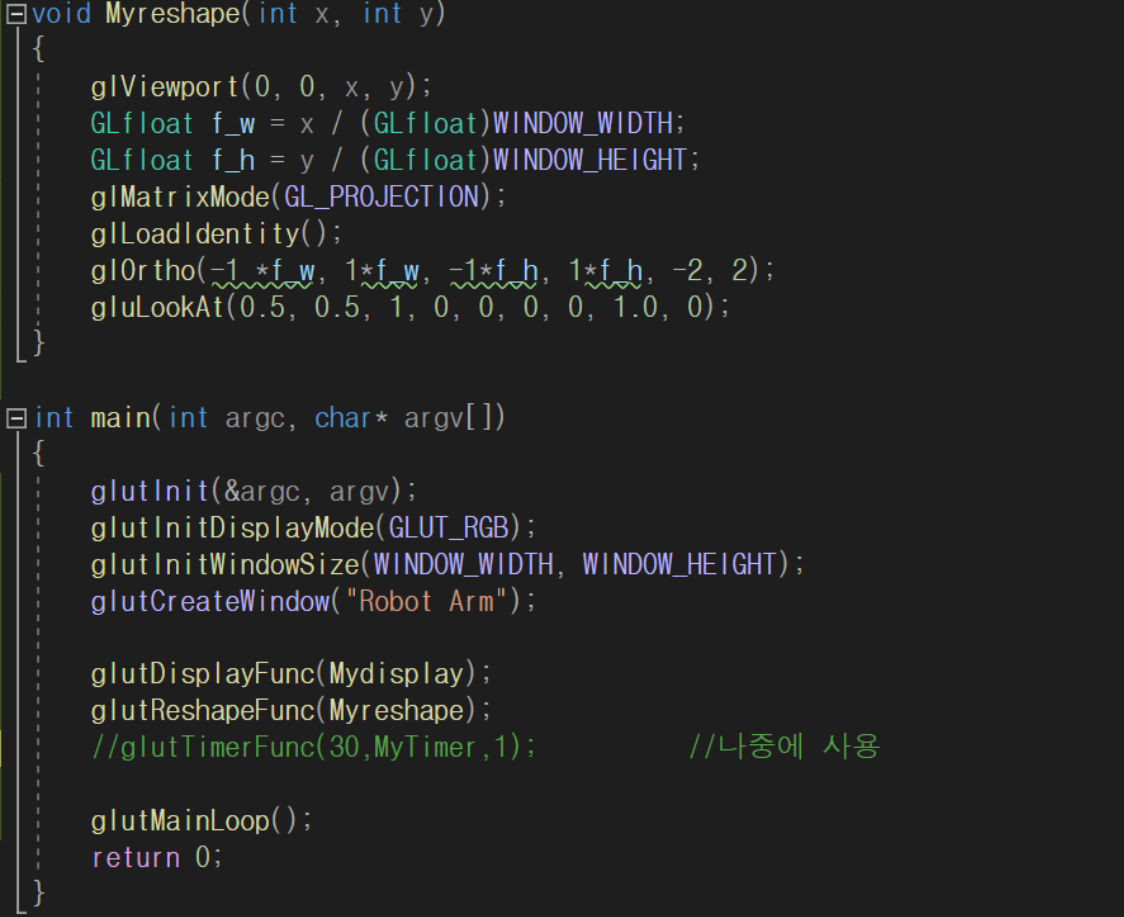 void Myreshape(int x, int y)
{
glViewport(0, 0, x, y);
GLfloat f_w = x / (GLfloat)WINDOW_WIDTH;
GLfloat f_h = y / (GLfloat)WINDOW_HEIGHT;
glMatrixMode(GL_PROJECTION);
glLoadIdentity();
glOrtho(-1 *f_w, 1*f_w, -1*f_h, 1*f_h, -2, 2);
gluLookAt(0.5, 0.5, 1, 0, 0, 0, 0, 1.0, 0);
}
int main(int argc, char* argv[])
{
glutInit(&argc, argv);
glutInitDisplayMode(GLUT_RGB);
glutInitWindowSize(WINDOW_WIDTH, WINDOW_HEIGHT);
glutCreateWindow("Robot Arm");
glutDisplayFunc(Mydisplay);
glutReshapeFunc(Myreshape);
//glutTimerFunc(30,MyTimer,1); //나중에 사용
glutMainLoop();
return 0;
}